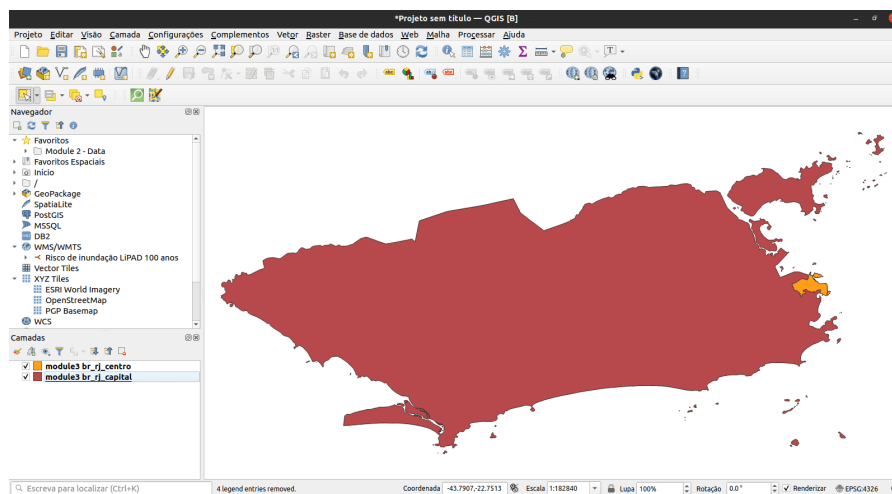 *Projeto sem título — QGIS [B]
Projeto Editar Visão Camada Configurações Complementos Vetor Raster Base de dados Web Malha Processar Ajuda
Navegador
Favoritos
Module 2 - Data
Favoritos Espaciais
Início
/
GeoPackage
SpatiaLite
PostGIS
MSSQL
DB2
WMS/WMTS
Risco de inundação LiPAD 100 anos
Vector Tiles
XYZ Tiles
ESRI World Imagery
OpenStreetMap
PGP Basemap
WCS
Camadas
module3 br_rj_centro
module3 br_rj_capital
Escreva para localizar (Ctrl+K) 4 legend entries removed. Coordenada -43.7907,-22.7513 Escala 1:182840 Lupa 100% Rotação 0.0° Renderizar EPSG:4326